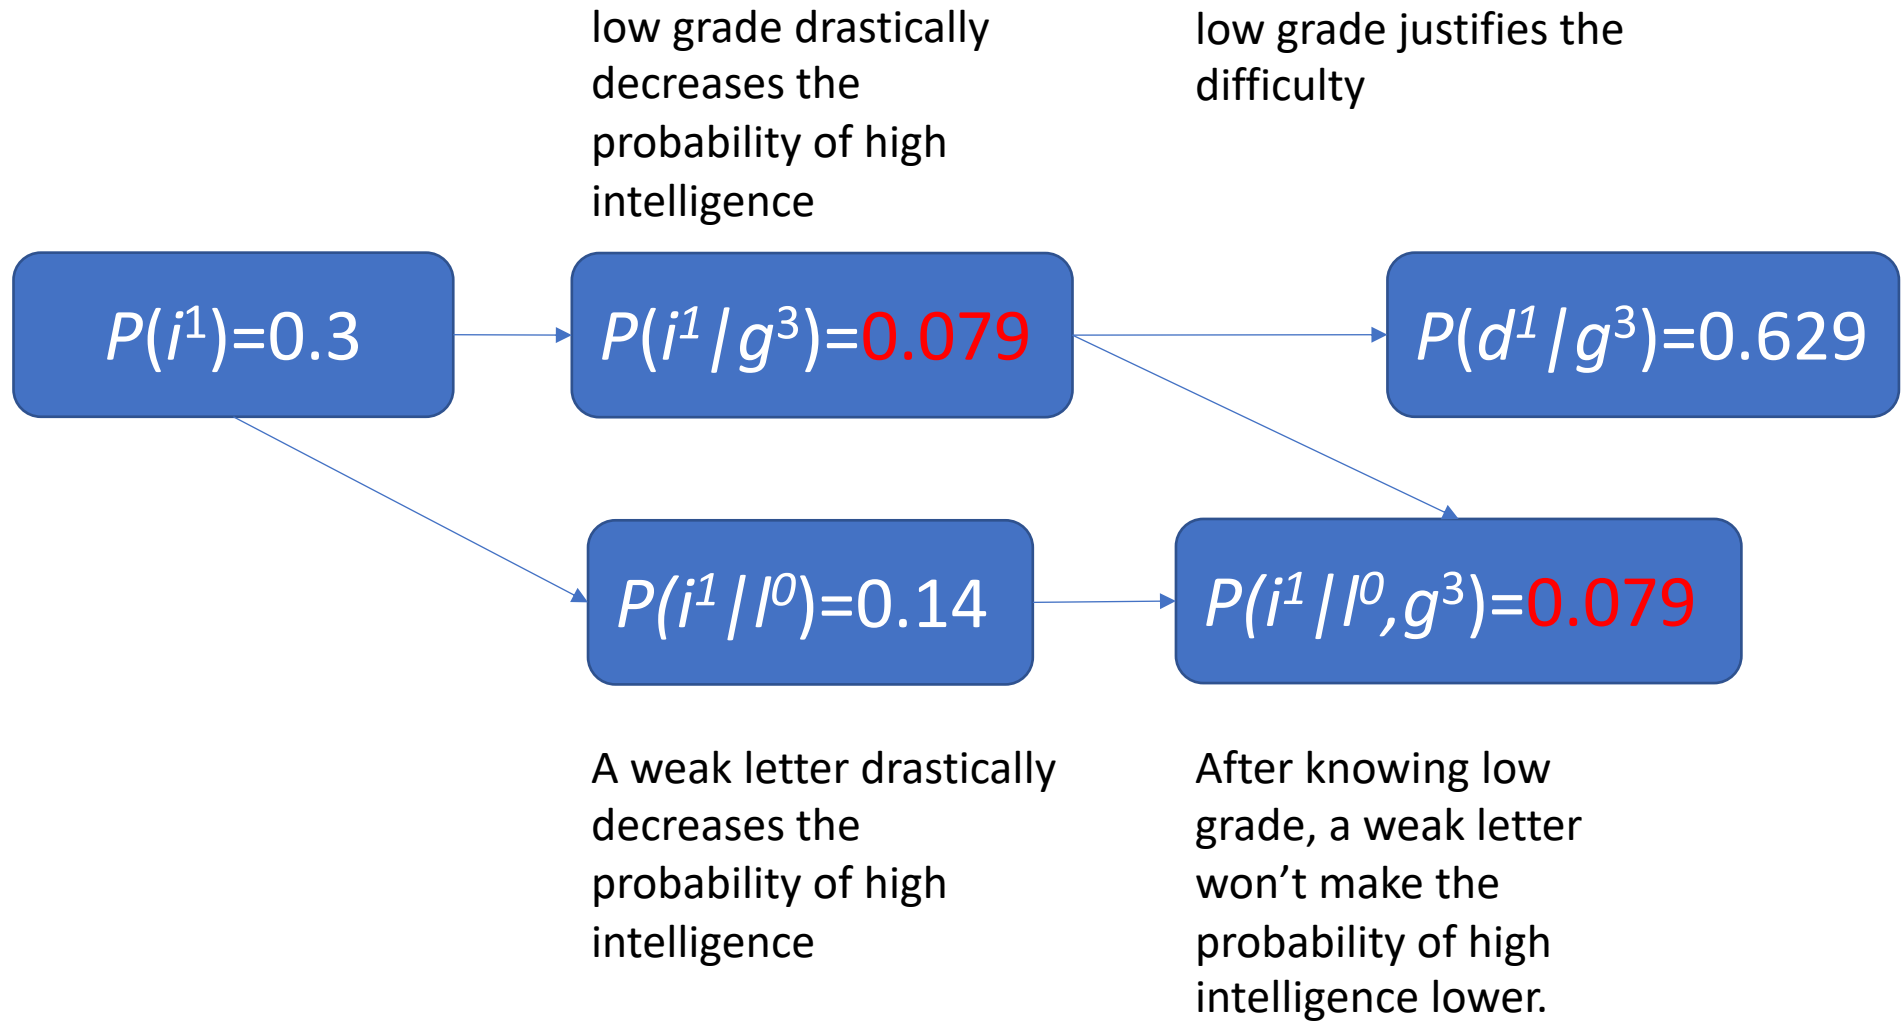 low grade drastically
decreases the
probability of high
intelligence
low grade justifies the
difficulty
P(i¹)=0.3
P(i¹|g³)=0.079
P(d¹|g³)=0.629
P(i¹|l⁰)=0.14
P(i¹|l⁰,g³)=0.079
A weak letter drastically
decreases the
probability of high
intelligence
After knowing low
grade, a weak letter
won’t make the
probability of high
intelligence lower.